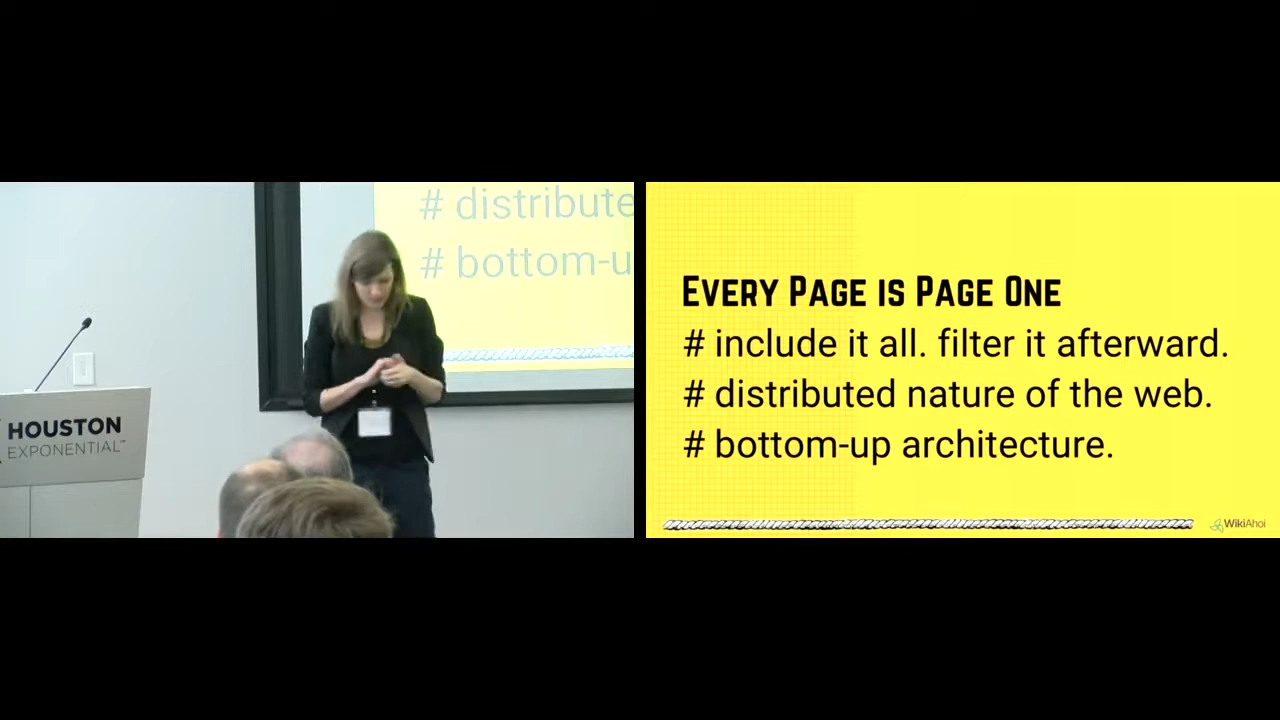 # distribute
# bottom-u
HOUSTON
EXPONENTIAL™
EVERY PAGE IS PAGE ONE
# include it all. filter it afterward.
# distributed nature of the web.
# bottom-up architecture.
WikiAhoi